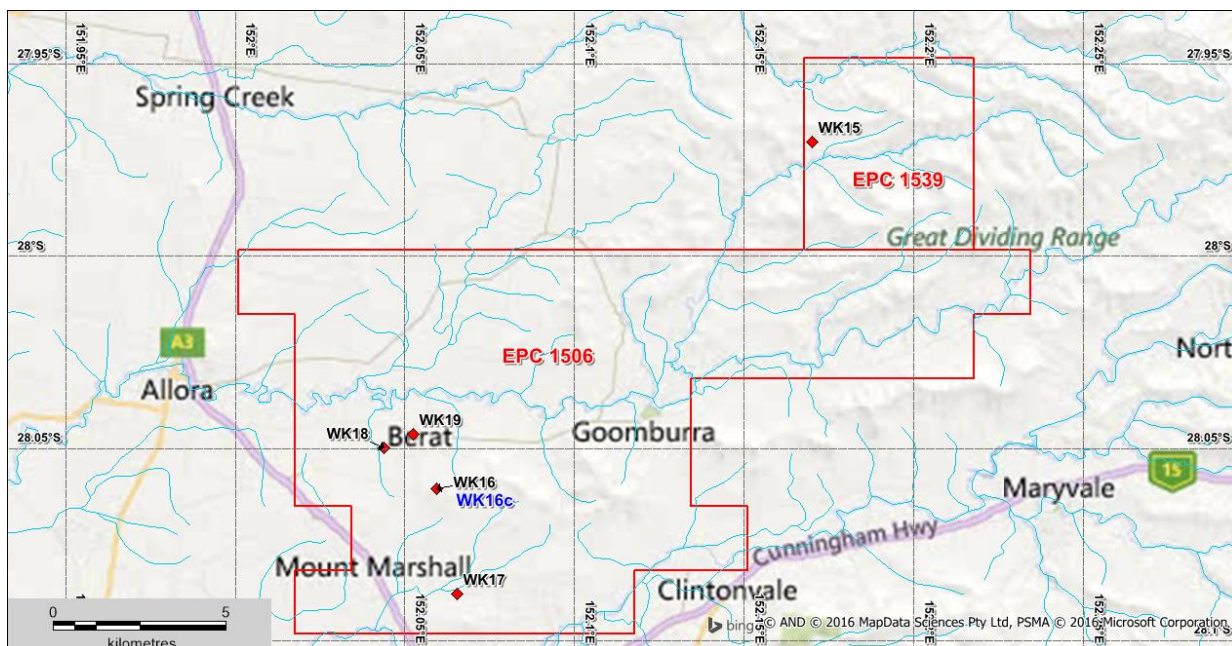 151.95°E
152°E
152.05°E
152.1°E
152.15°E
152.2°E
152.25°E
27.95°S
27.95°S
Spring Creek
WK15
EPC 1539
Great Dividing Range
28°S
28°S
A3
EPC 1506
Nort
Allora
WK19
WK18
Berat
Goomburra
28.05°S
28.05°S
15
WK16
WK16c
Maryvale
Cunningham Hwy
Mount Marshall
WK17
Clintonvale
0
5
kilometres
152.05°E
152.1°E
bing
© AND © 2016 MapData Sciences Pty Ltd, PSMA © 2016 Microsoft Corporation
28.1°S